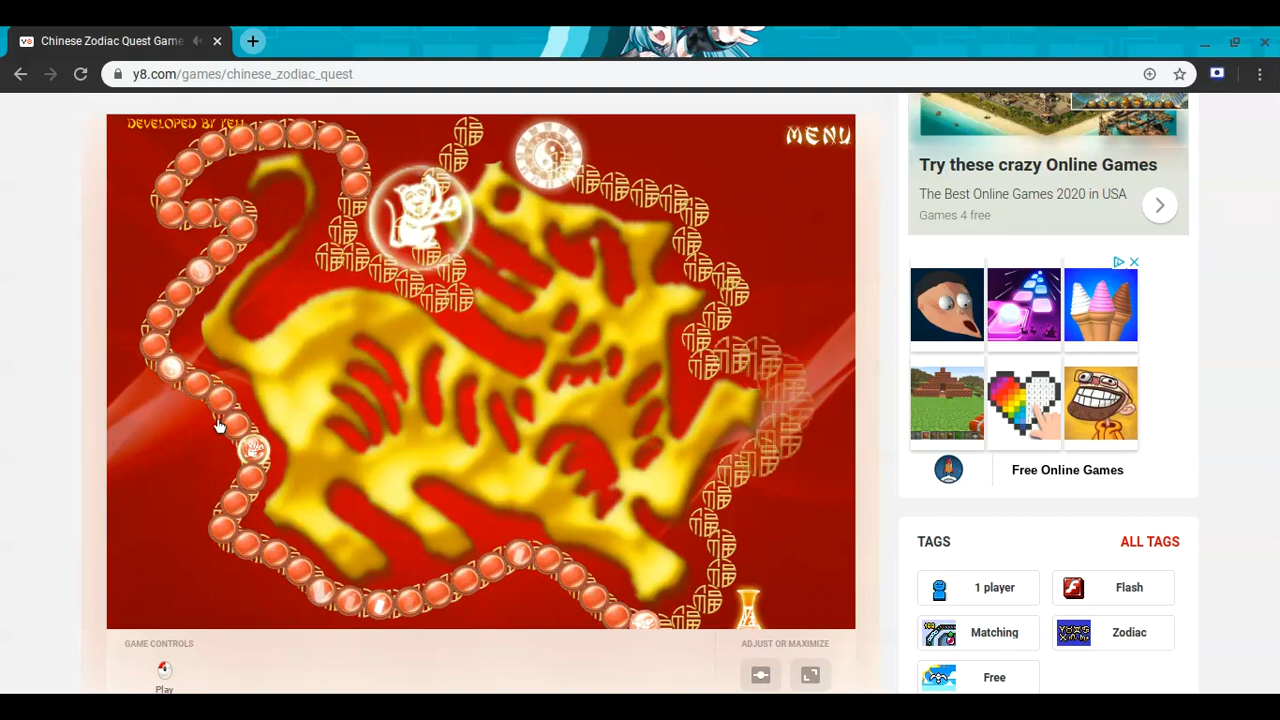 Chinese Zodiac Quest Game
y8.com/games/chinese_zodiac_quest
DEVELOPED BY
MENU
Try these crazy Online Games
The Best Online Games 2020 in USA
Games 4 free
Free Online Games
TAGS
ALL TAGS
1 player
Flash
Matching
Zodiac
Free
GAME CONTROLS
ADJUST OR MAXIMIZE
Play
福